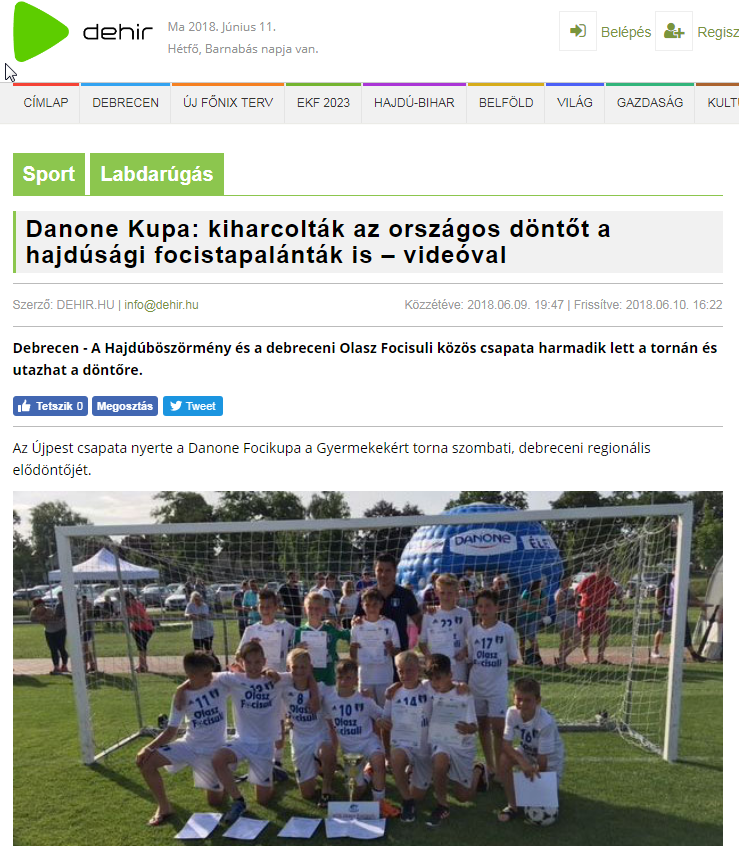 dehir
Ma 2018. Június 11.
Hétfő, Barnabás napja van.
Belépés
Regisz
CÍMLAP
DEBRECEN
ÚJ FŐNIX TERV
EKF 2023
HAJDÚ-BIHAR
BELFÖLD
VILÁG
GAZDASÁG
KULTU
Sport
Labdarúgás
Danone Kupa: kiharcolták az országos döntőt a
hajdúsági focistapalánták is – videóval
Szerző: DEHIR.HU | info@dehir.hu
Közzétéve: 2018.06.09. 19:47 | Frissítve: 2018.06.10. 16:22
Debrecen - A Hajdúböszörmény és a debreceni Olasz Focisuli közös csapata harmadik lett a tornán és
utazhat a döntőre.
Tetszik 0
Megosztás
Tweet
Az Újpest csapata nyerte a Danone Focikupa a Gyermekekért torna szombati, debreceni regionális
elődöntőjét.
DANONE
ÉLE
22
17
Olasz
Focisuli
11
Olasz
Focisuli
12
Olasz
Focisuli
8
Olasz
Focisuli
10
Olasz
Focisuli
14
16